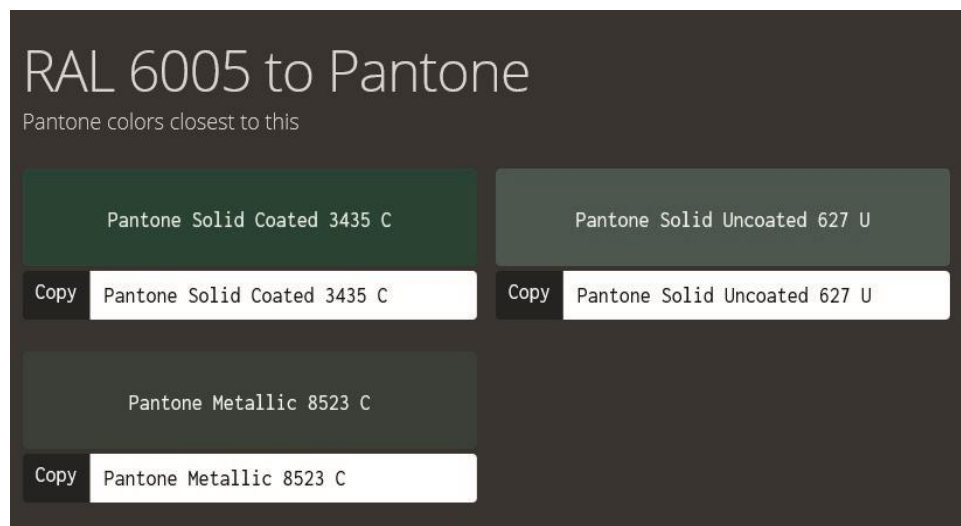 RAL 6005 to Pantone
Pantone colors closest to this
Pantone Solid Coated 3435 C
Pantone Solid Uncoated 627 U
Copy
Pantone Solid Coated 3435 C
Copy
Pantone Solid Uncoated 627 U
Pantone Metallic 8523 C
Copy
Pantone Metallic 8523 C